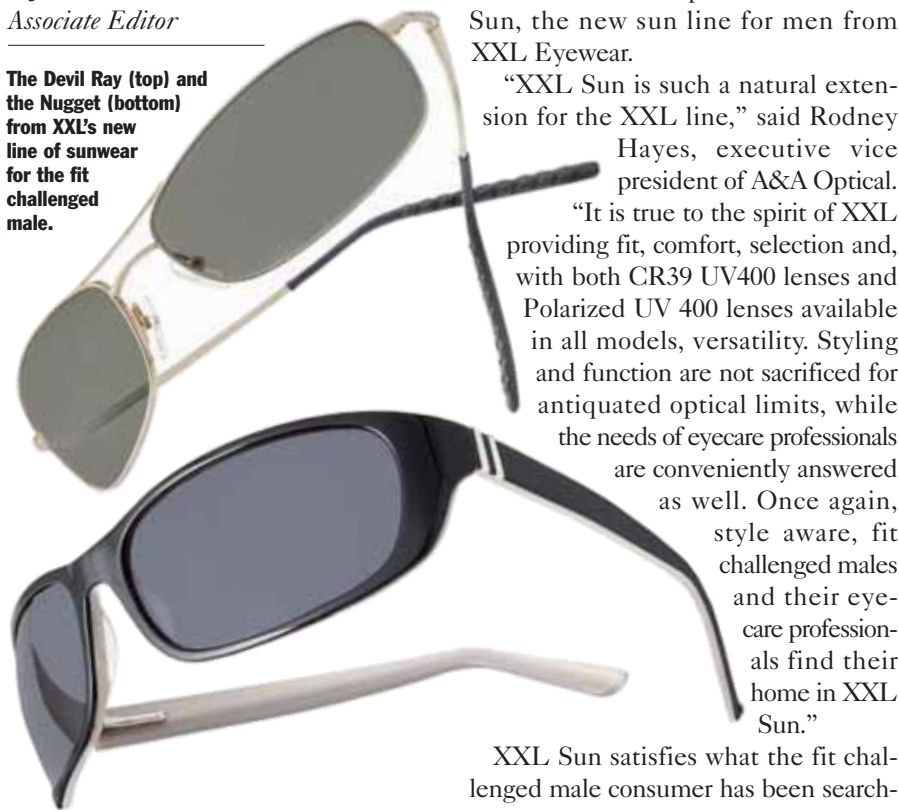 Associate Editor
The Devil Ray (top) and
the Nugget (bottom)
from XXL's new
line of sunwear
for the fit
challenged
male.
Sun, the new sun line for men from
XXL Eyewear.
“XXL Sun is such a natural exten-
sion for the XXL line,” said Rodney
Hayes, executive vice
president of A&A Optical.
“It is true to the spirit of XXL
providing fit, comfort, selection and,
with both CR39 UV400 lenses and
Polarized UV 400 lenses available
in all models, versatility. Styling
and function are not sacrificed for
antiquated optical limits, while
the needs of eyecare professionals
are conveniently answered
as well. Once again,
style aware, fit
challenged males
and their eye-
care profession-
als find their
home in XXL
Sun.”
XXL Sun satisfies what the fit chal-
lenged male consumer has been search-